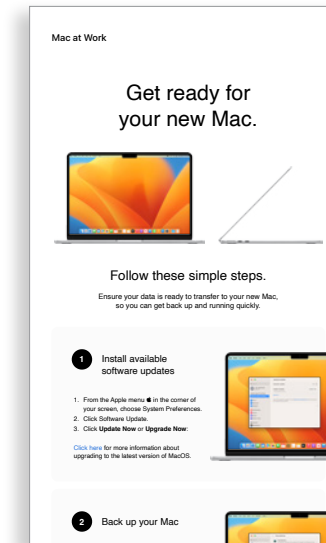 Mac at Work
Get ready for
your new Mac.
Follow these simple steps.
Ensure your data is ready to transfer to your new Mac,
so you can get back up and running quickly.
1 Install available
software updates
1. From the Apple menu  in the corner of
your screen, choose System Preferences.
2. Click Software Update.
3. Click Update Now or Upgrade Now:
Click here for more information about
upgrading to the latest version of MacOS.
2 Back up your Mac